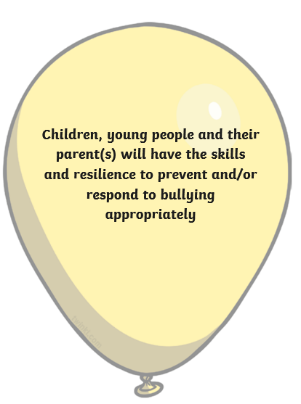 Children, young people and their
parent(s) will have the skills
and resilience to prevent and/or
respond to bullying
appropriately